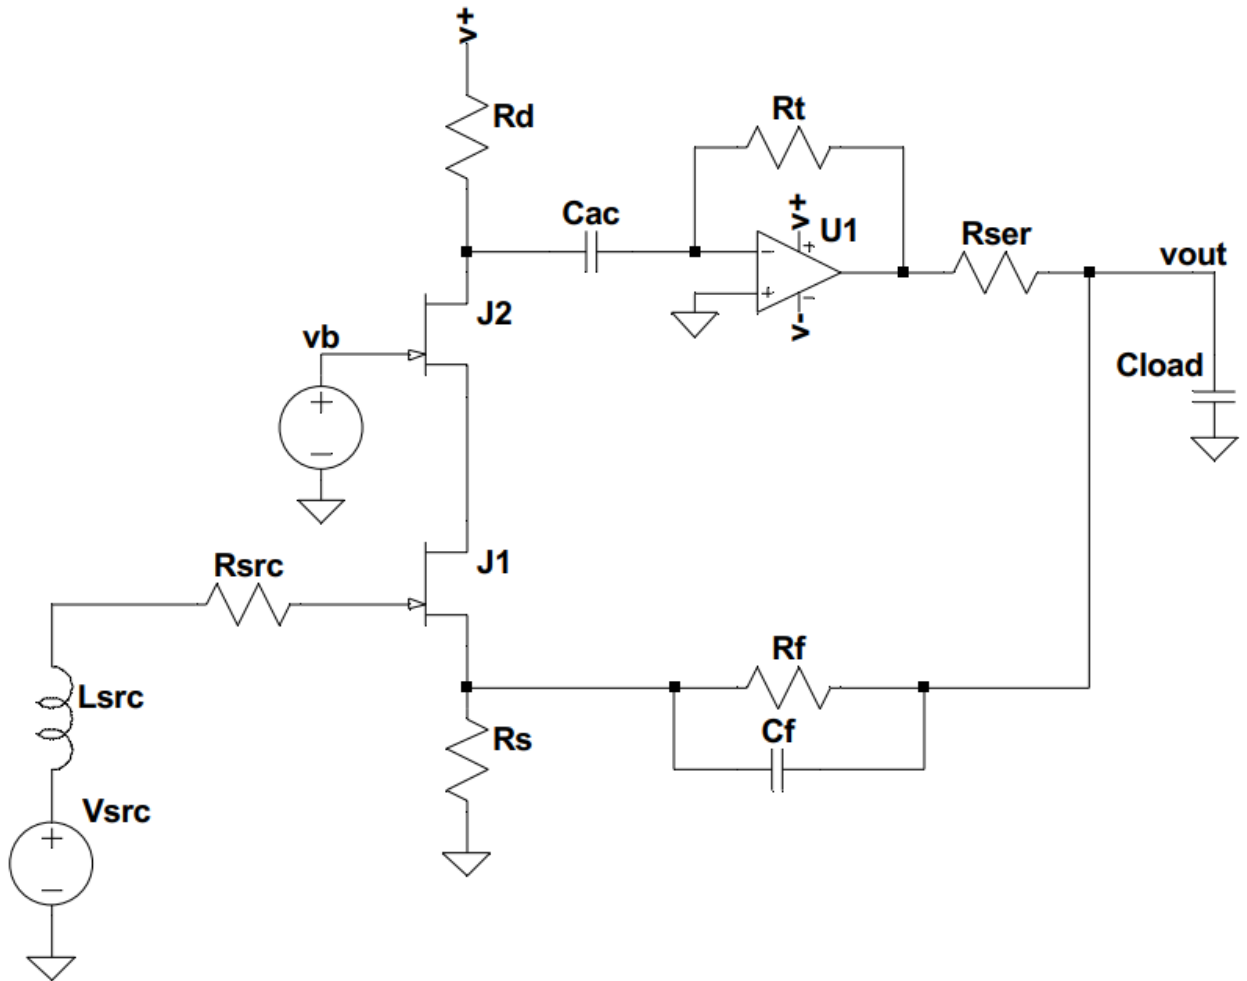 v+
Rd
Rt
Cac
v+
U1
Rser
vout
J2
v-
vb
Cload
Rsrc
J1
Lsrc
Rf
Cf
Rs
Vsrc